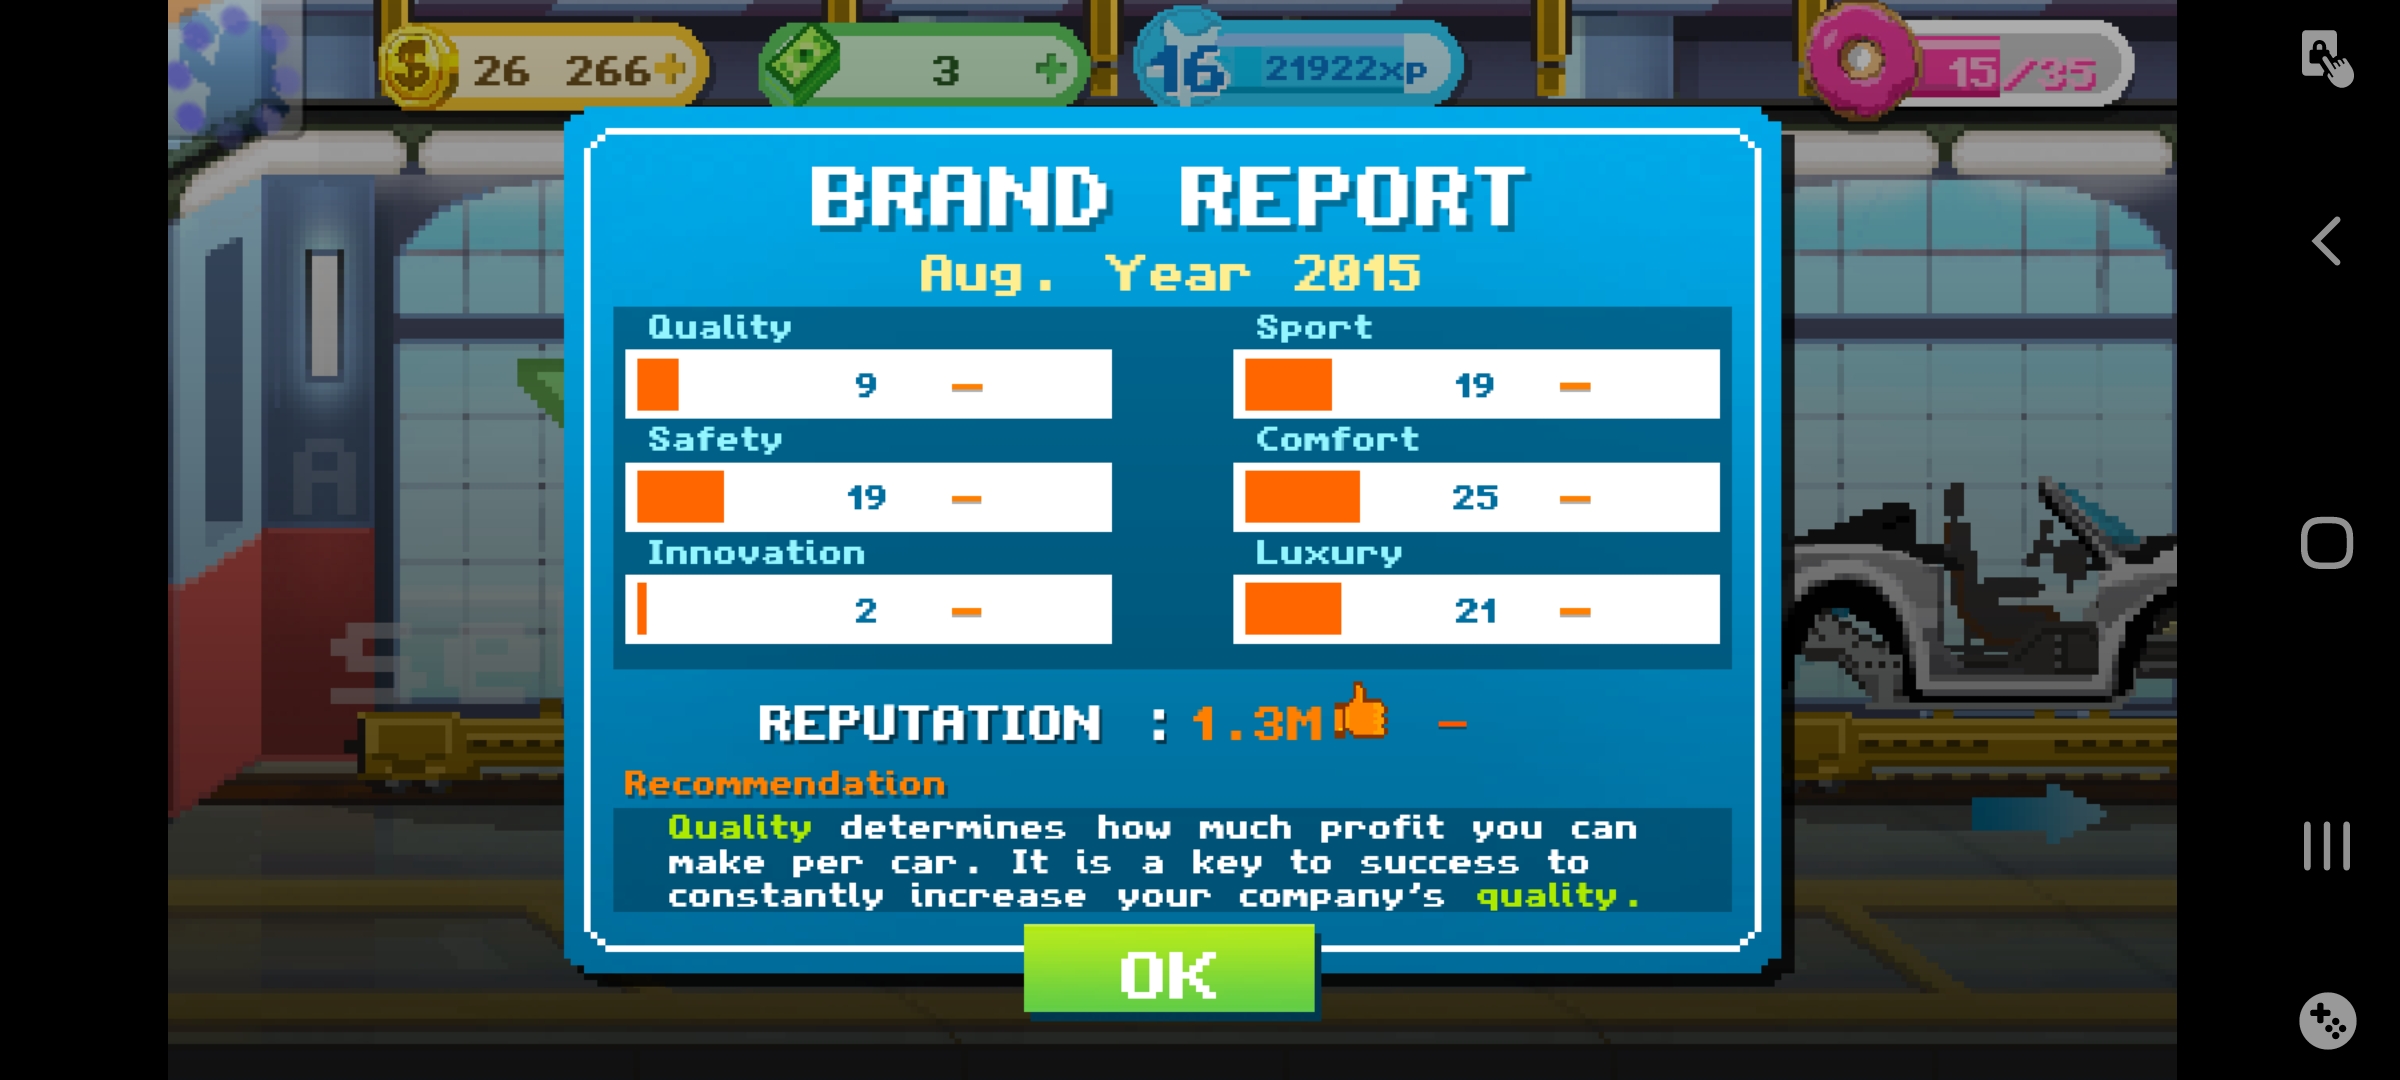 26 266+
3 +
16 21922xp
15/35
BRAND REPORT
Aug. Year 2015
Quality
Sport
9 –
19 –
Safety
Comfort
19 –
25 –
Innovation
Luxury
2 –
21 –
REPUTATION : 1.3M –
Recommendation
Quality determines how much profit you can
make per car. It is a key to success to
constantly increase your company's quality.
OK
A
Se